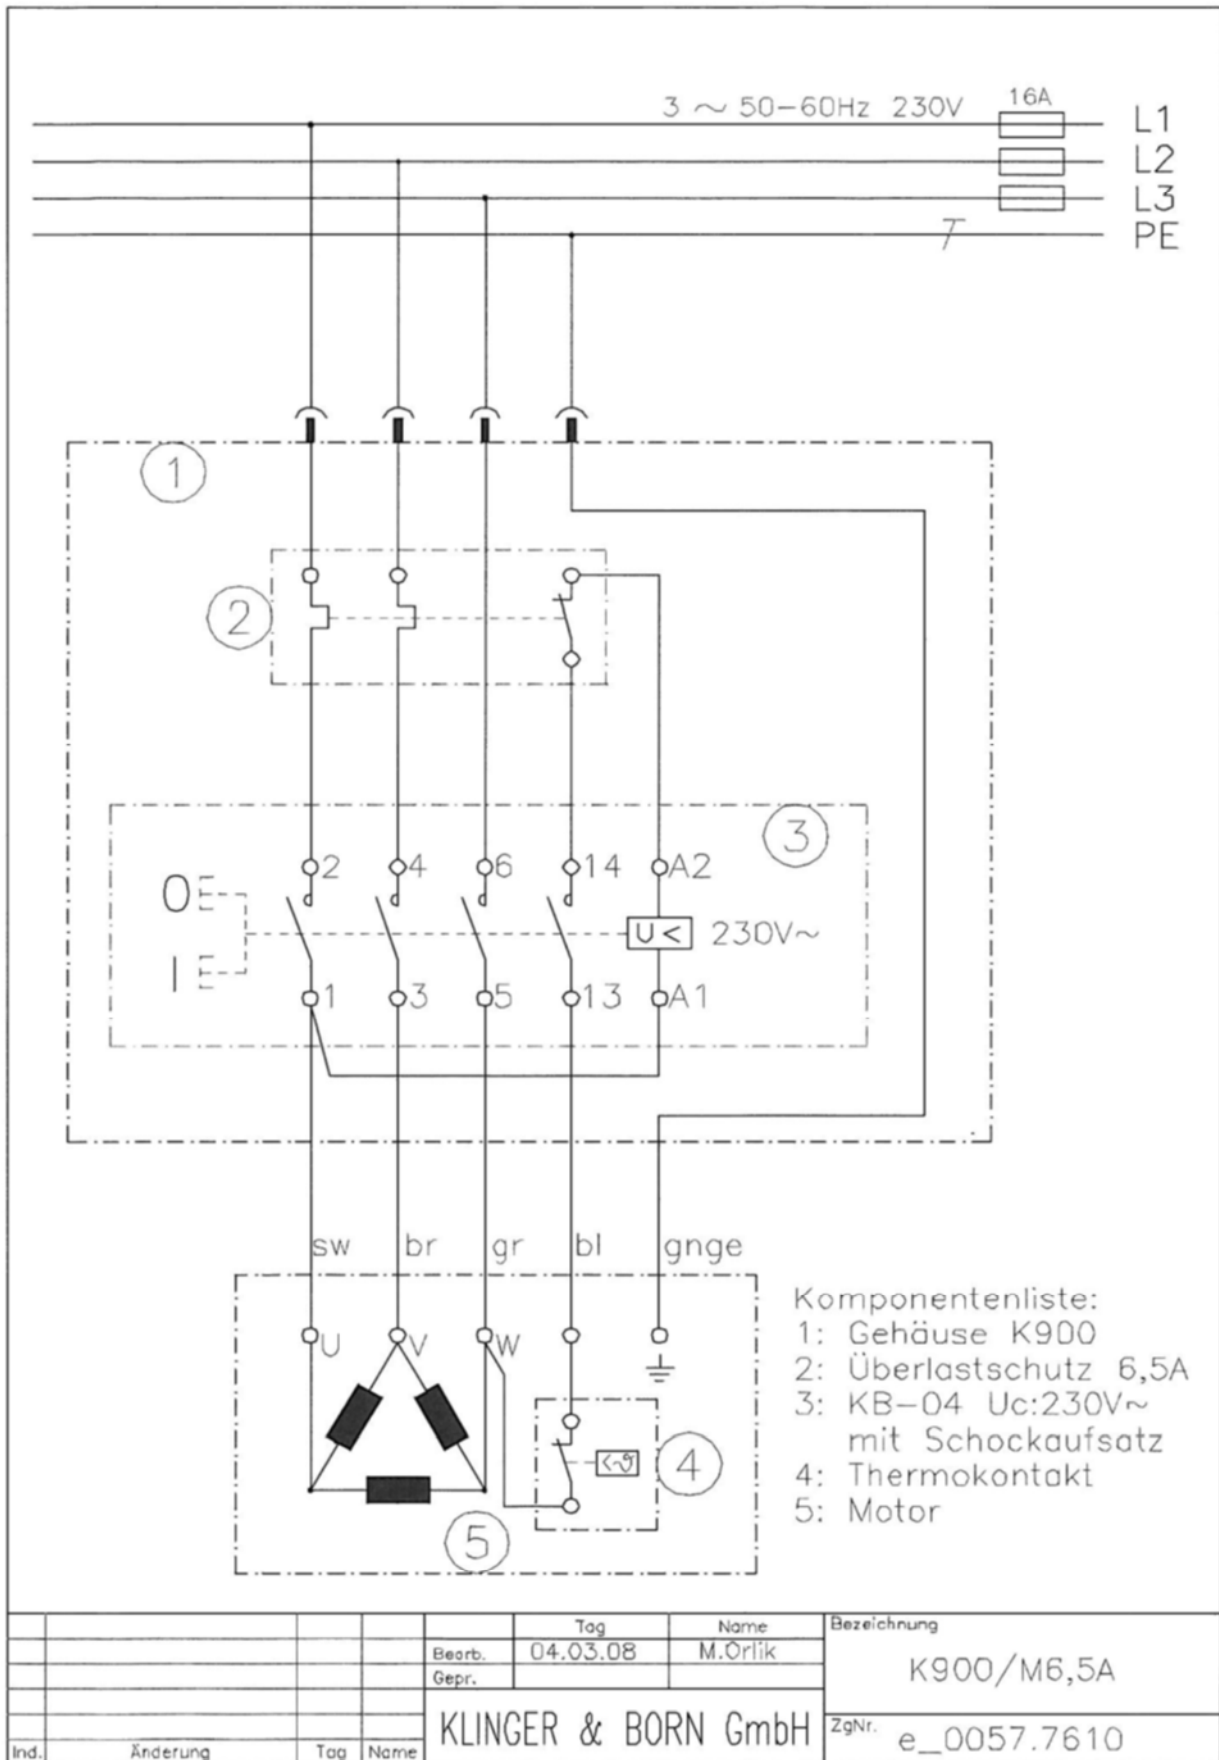 3 ~ 50-60Hz 230V
16A
L1
L2
L3
PE
1
2
3
O
I
2 4 6 14 A2
U< 230V~
1 3 5 13 A1
sw br gr bl gnge
U V W
<ϑ
4
5
Komponentenliste:
1: Gehäuse K900
2: Überlastschutz 6,5A
3: KB-04 Uc:230V~
mit Schockaufsatz
4: Thermokontakt
5: Motor
Tag Name
Bearb. 04.03.08 M.Orlik
Gepr.
KLINGER & BORN GmbH
Ind. Änderung Tag Name
Bezeichnung
K900/M6,5A
ZgNr. e_0057.7610